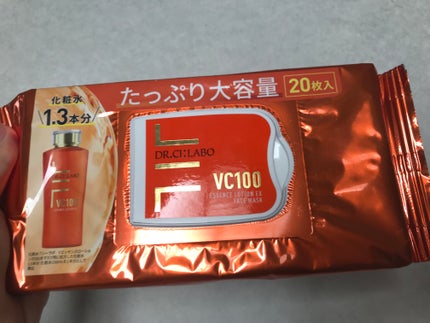 たっぷり大容量 20枚入
化粧水
1.3本分
DR.CI:LABO
VC100
ESSENCE LOTION EX
FACE MASK
VC100